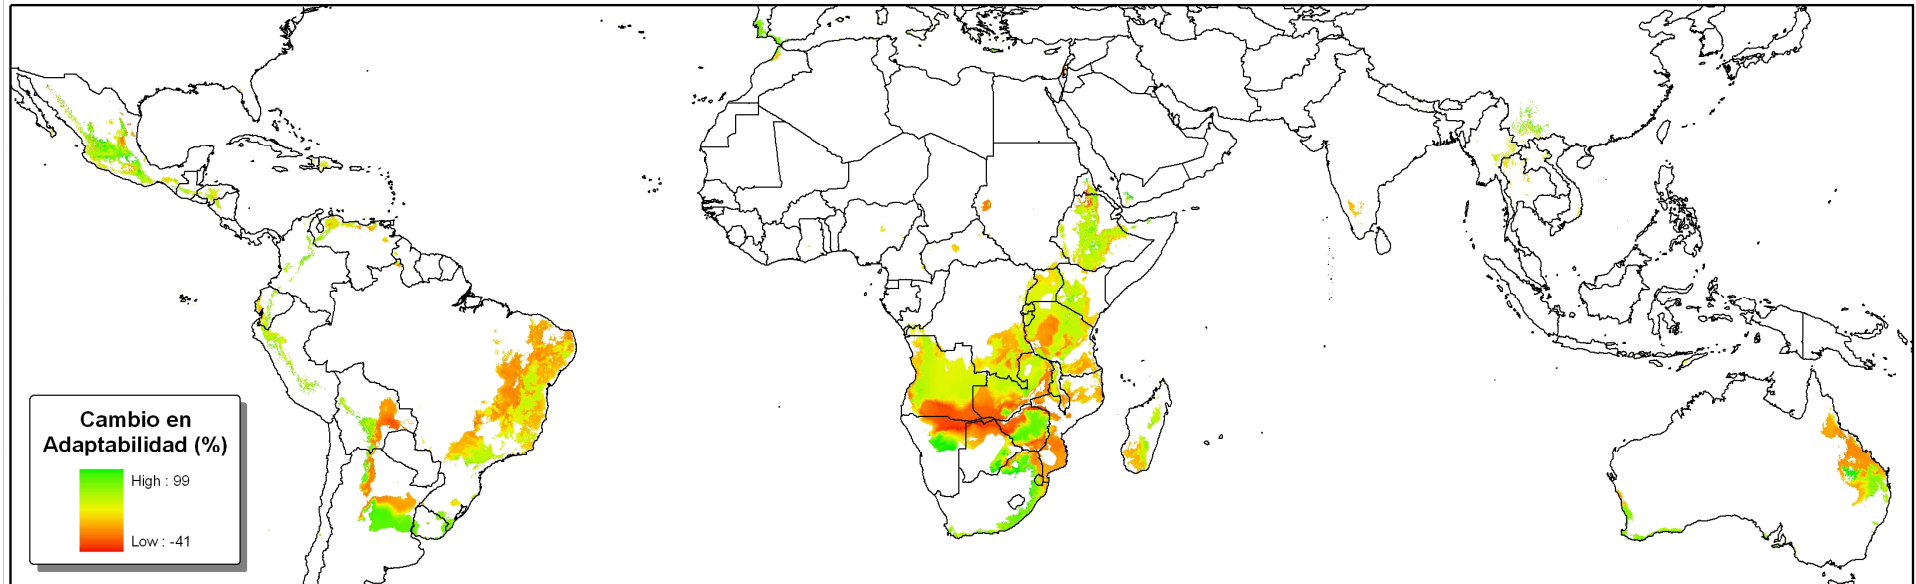 Cambio en
Adaptabilidad (%)
High : 99
Low : -41